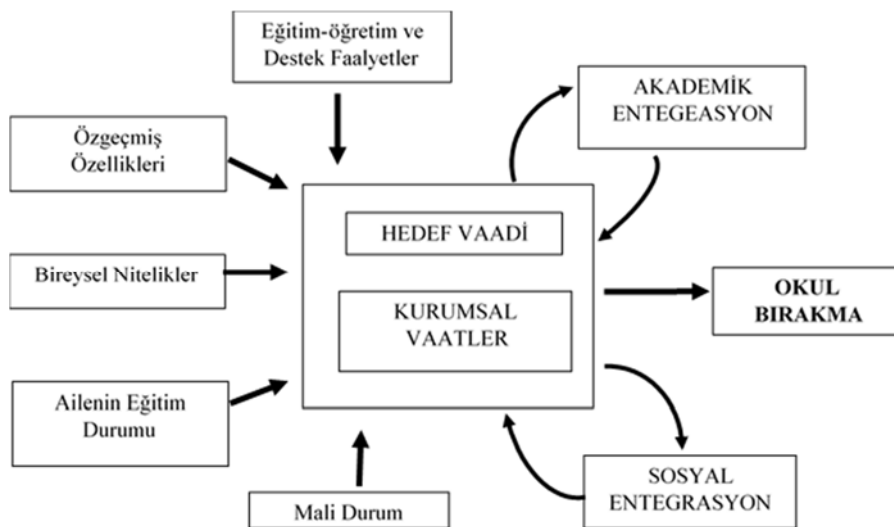 Eğitim-öğretim ve
Destek Faalyetler
AKADEMİK
ENTEGEASYON
Özgeçmiş
Özellikleri
HEDEF VAADİ
Bireysel Nitelikler
KURUMSAL
VAATLER
OKUL
BIRAKMA
Ailenin Eğitim
Durumu
SOSYAL
ENTEGRASYON
Mali Durum